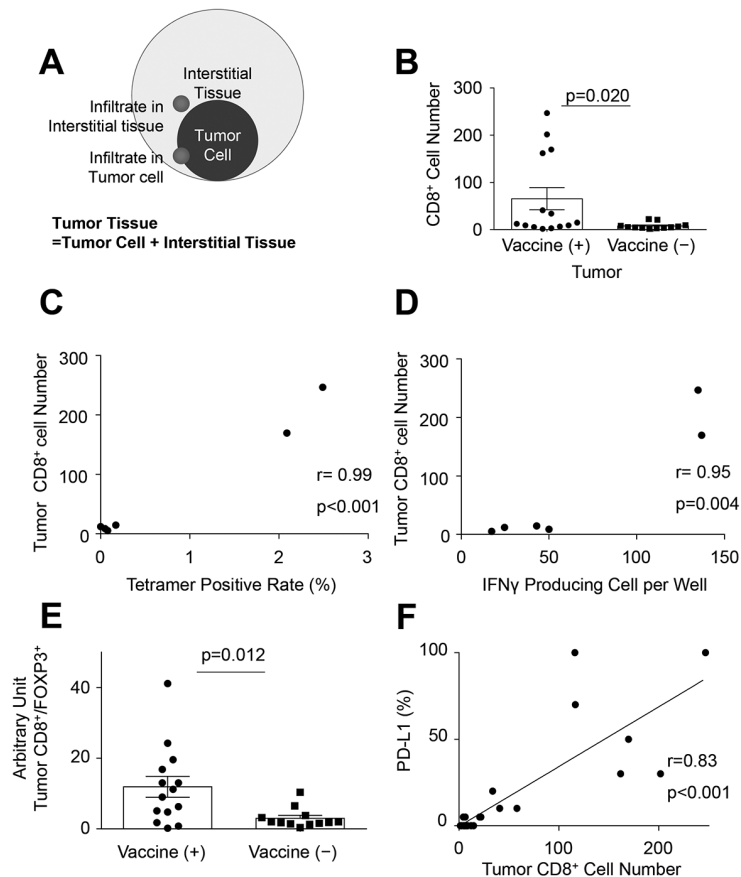 A
Interstitial
Tissue
Infiltrate in
Interstitial tissue
Tumor
Cell
Infiltrate in
Tumor cell
Tumor Tissue
=Tumor Cell + Interstitial Tissue
B
CD8⁺ Cell Number
300
200
100
0
p=0.020
Vaccine (+)
Vaccine (−)
Tumor
C
Tumor CD8⁺ cell Number
300
200
100
0
r= 0.99
p<0.001
0
1
2
3
Tetramer Positive Rate (%)
D
Tumor CD8⁺ cell Number
300
200
100
0
r= 0.95
p=0.004
0
50
100
150
IFNγ Producing Cell per Well
E
Arbitrary Unit
Tumor CD8⁺/FOXP3⁺
40
20
0
p=0.012
Vaccine (+)
Vaccine (−)
F
PD-L1 (%)
100
50
0
r=0.83
p<0.001
0
100
200
Tumor CD8⁺ Cell Number